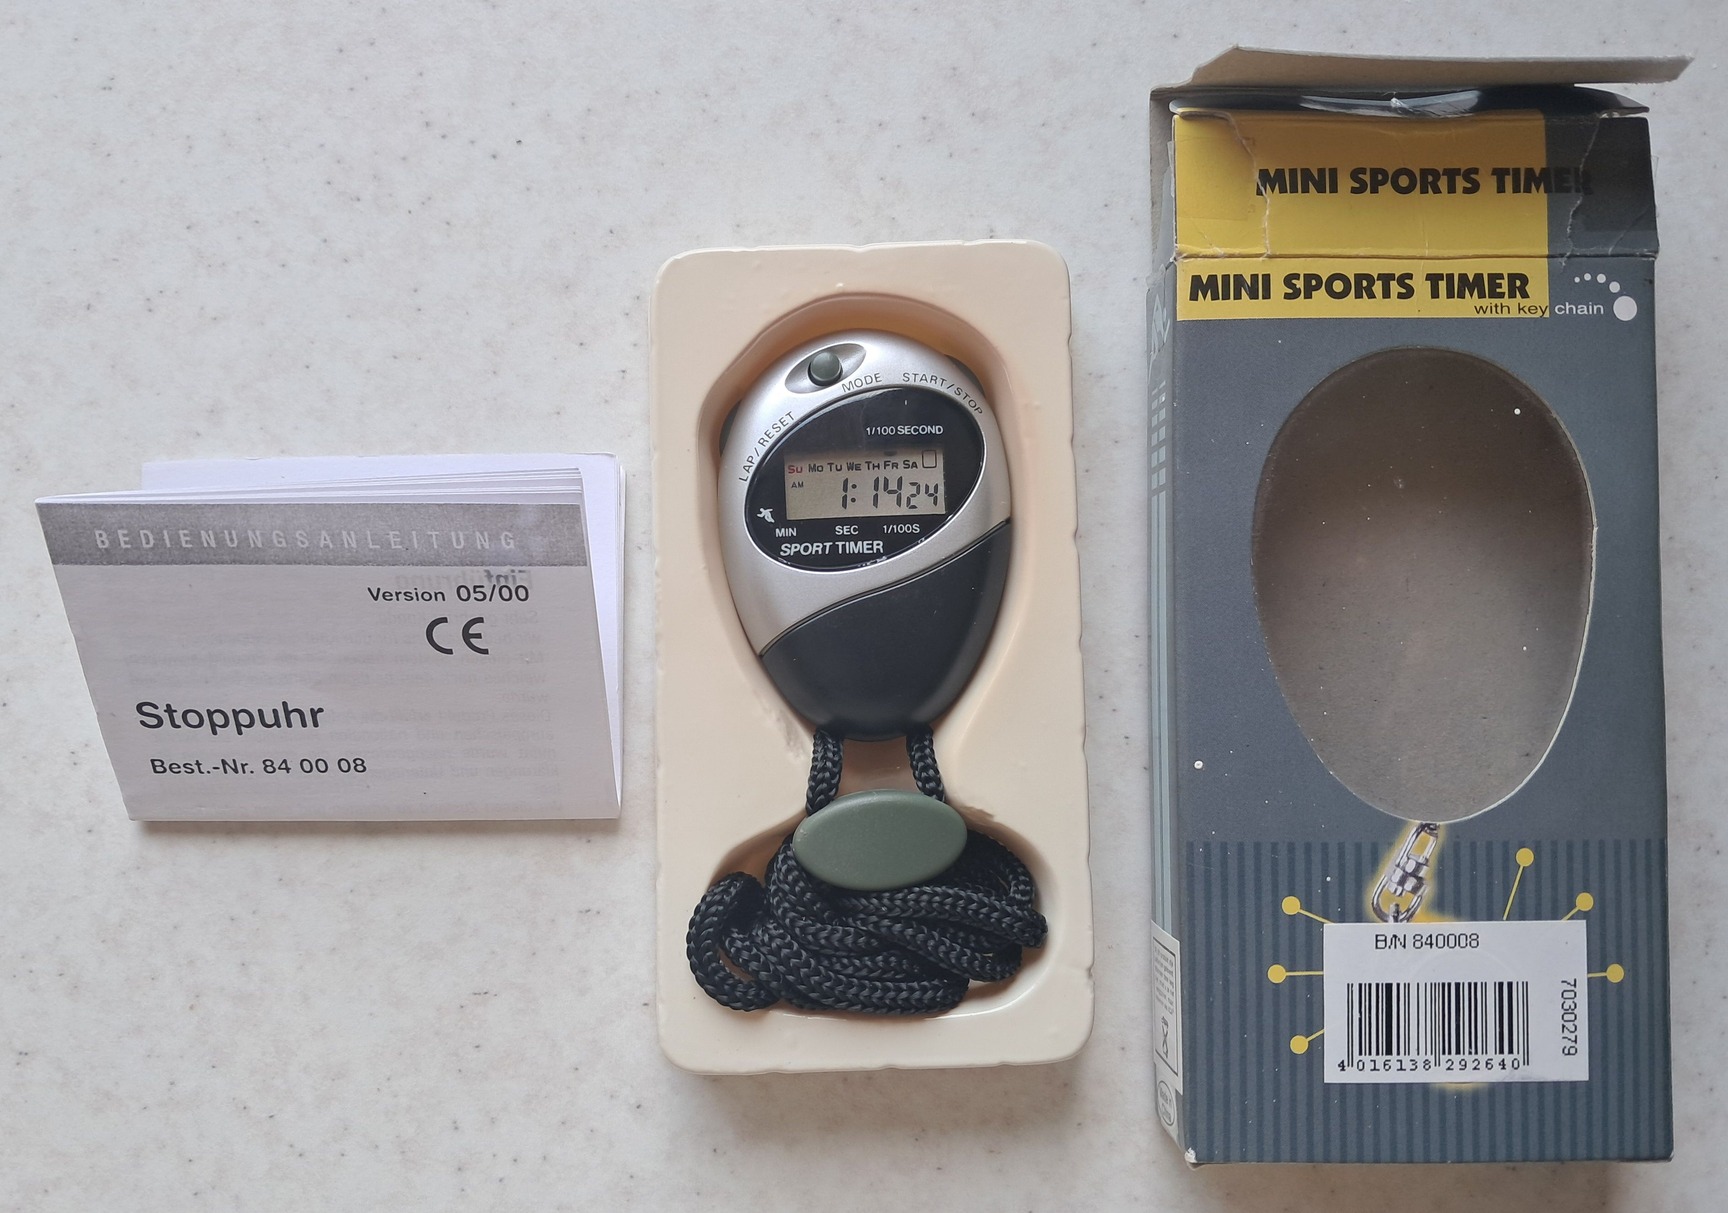 BEDIENUNGSANLEITUNG
Version 05/00
CE
Stoppuhr
Best.-Nr. 84 00 08
MODE
START/STOP
LAP/RESET
1/100 SECOND
SU MO TU WE TH FR SA
AM
1:14 24
MIN SEC 1/100S
SPORT TIMER
MINI SPORTS TIMER
MINI SPORTS TIMER
with key chain
B/N 840008
7030279
4 016138 292640